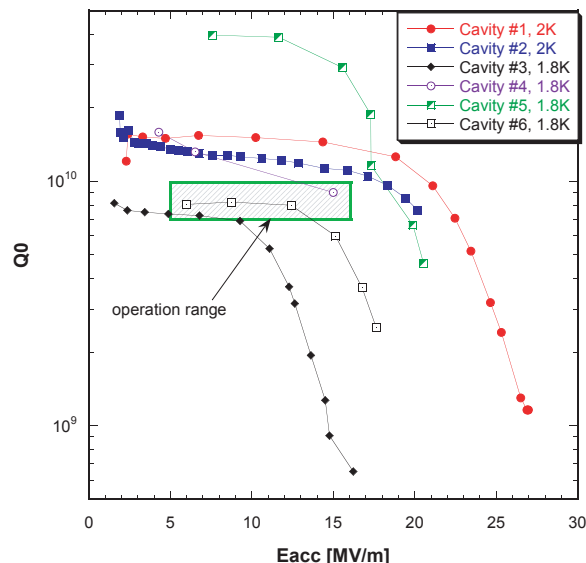 Cavity #1, 2K
Cavity #2, 2K
Cavity #3, 1.8K
Cavity #4, 1.8K
Cavity #5, 1.8K
Cavity #6, 1.8K
10^10
10^9
Q0
operation range
0 5 10 15 20 25 30
Eacc [MV/m]